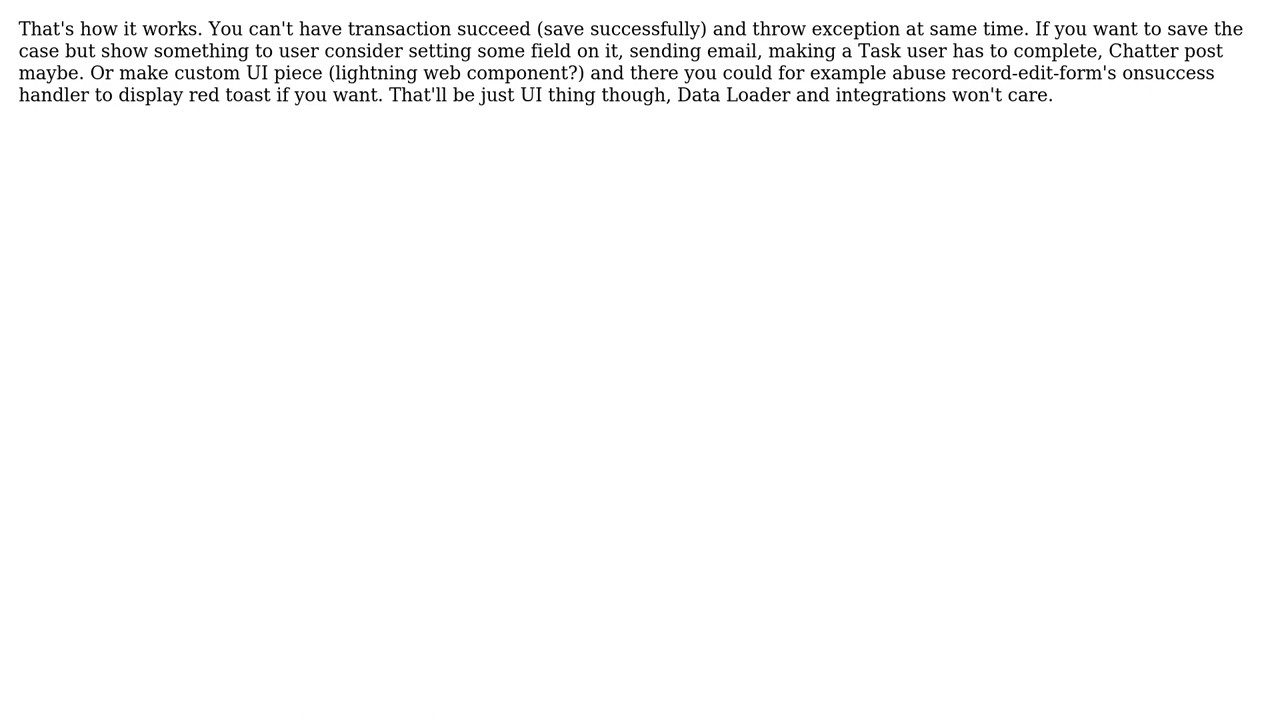 That's how it works. You can't have transaction succeed (save successfully) and throw exception at same time. If you want to save the
case but show something to user consider setting some field on it, sending email, making a Task user has to complete, Chatter post
maybe. Or make custom UI piece (lightning web component?) and there you could for example abuse record-edit-form's onsuccess
handler to display red toast if you want. That'll be just UI thing though, Data Loader and integrations won't care.